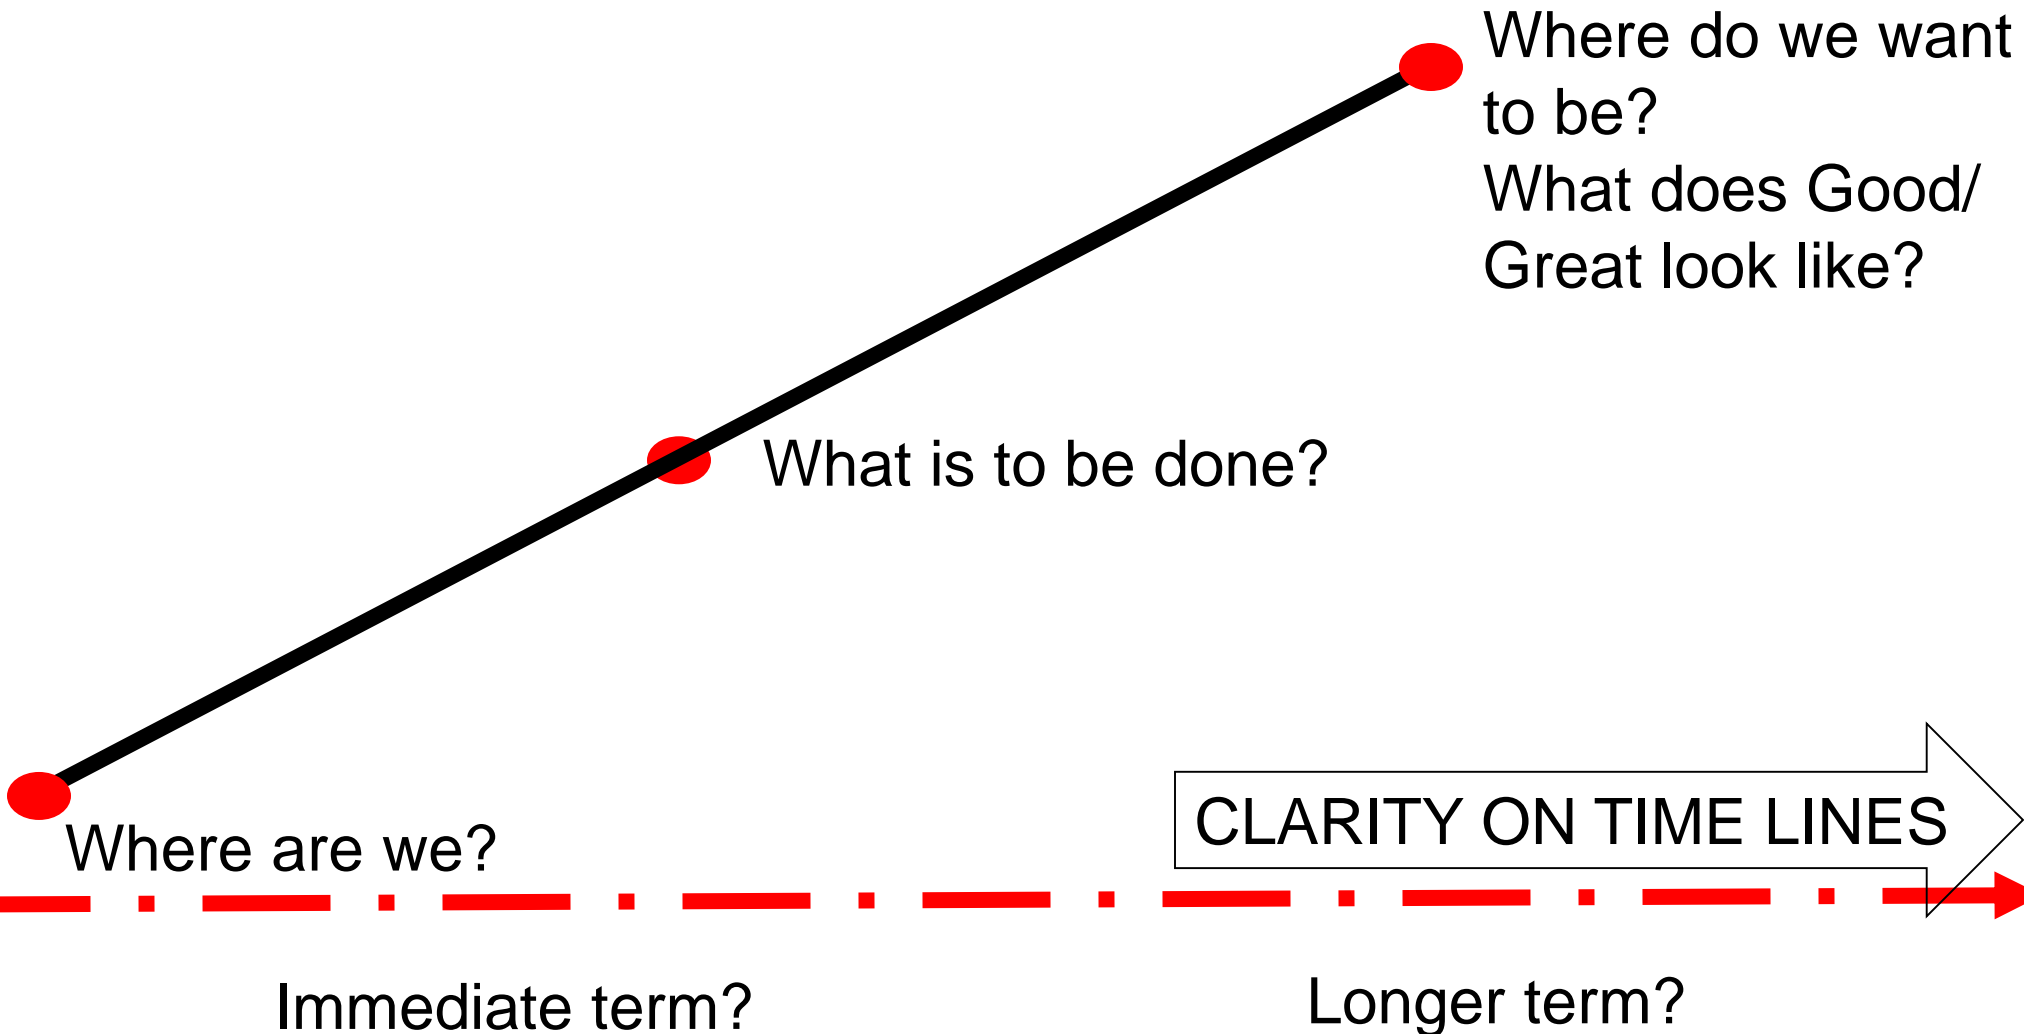 Where do we want
to be?
What does Good/
Great look like?
What is to be done?
CLARITY ON TIME LINES
Where are we?
Immediate term?
Longer term?